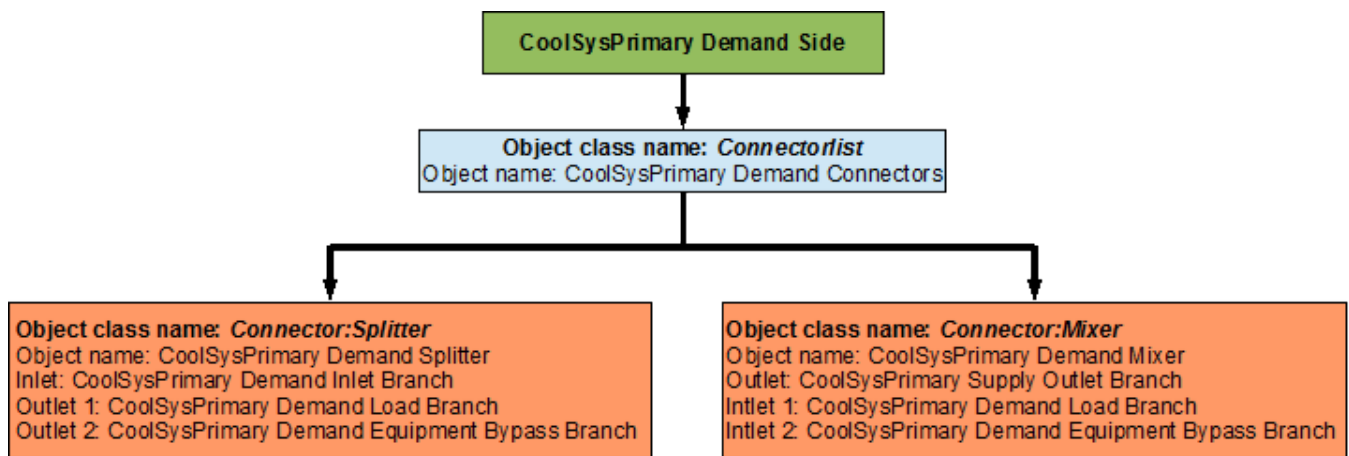 CoolSysPrimary Demand Side
Object class name: Connectorlist
Object name: CoolSysPrimary Demand Connectors
Object class name: Connector:Splitter
Object name: CoolSysPrimary Demand Splitter
Inlet: CoolSysPrimary Demand Inlet Branch
Outlet 1: CoolSysPrimary Demand Load Branch
Outlet 2: CoolSysPrimary Demand Equipment Bypass Branch
Object class name: Connector:Mixer
Object name: CoolSysPrimary Demand Mixer
Outlet: CoolSysPrimary Supply Outlet Branch
Intlet 1: CoolSysPrimary Demand Load Branch
Intlet 2: CoolSysPrimary Demand Equipment Bypass Branch